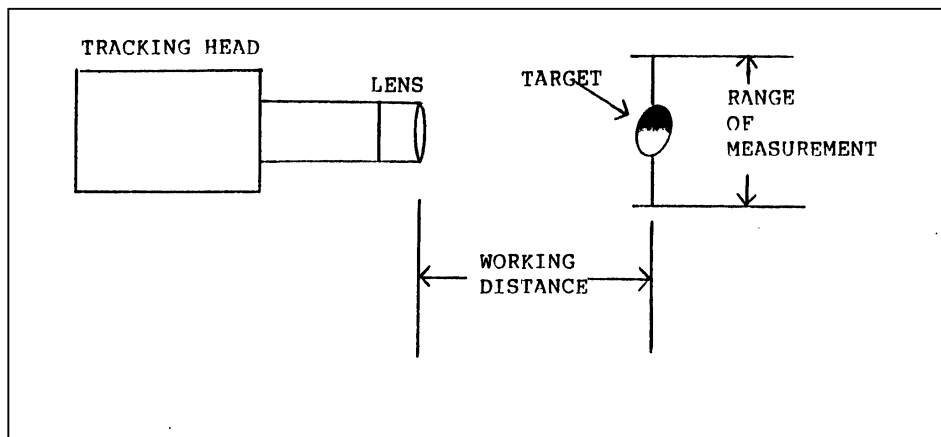 TRACKING HEAD
LENS
TARGET
RANGE
OF
MEASUREMENT
WORKING
DISTANCE